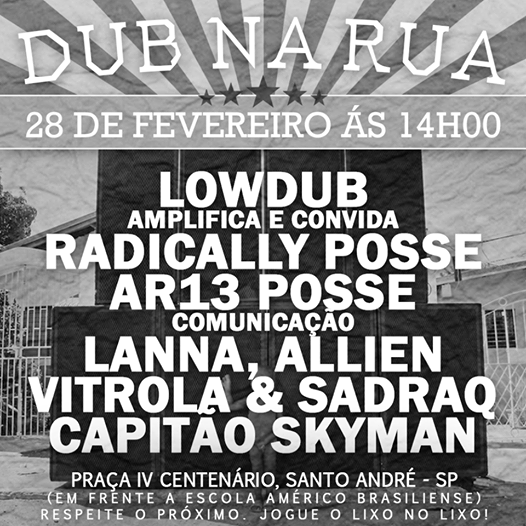 DUB NA RUA
28 DE FEVEREIRO ÁS 14H00
LOWDUB
AMPLIFICA E CONVIDA
RADICALLY POSSE
AR13 POSSE
COMUNICAÇÃO
LANNA, ALLIEN
VITROLA & SADRAQ
CAPITÃO SKYMAN
PRAÇA IV CENTENÁRIO, SANTO ANDRÉ - SP
(EM FRENTE A ESCOLA AMÉRICO BRASILIENSE)
RESPEITE O PRÓXIMO. JOGUE O LIXO NO LIXO!